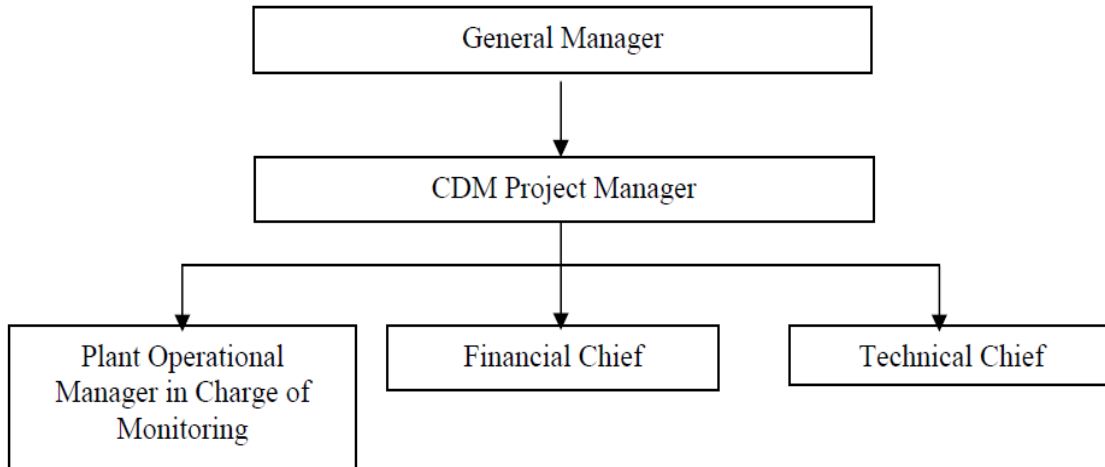 General Manager
CDM Project Manager
Plant Operational
Manager in Charge of
Monitoring
Financial Chief
Technical Chief